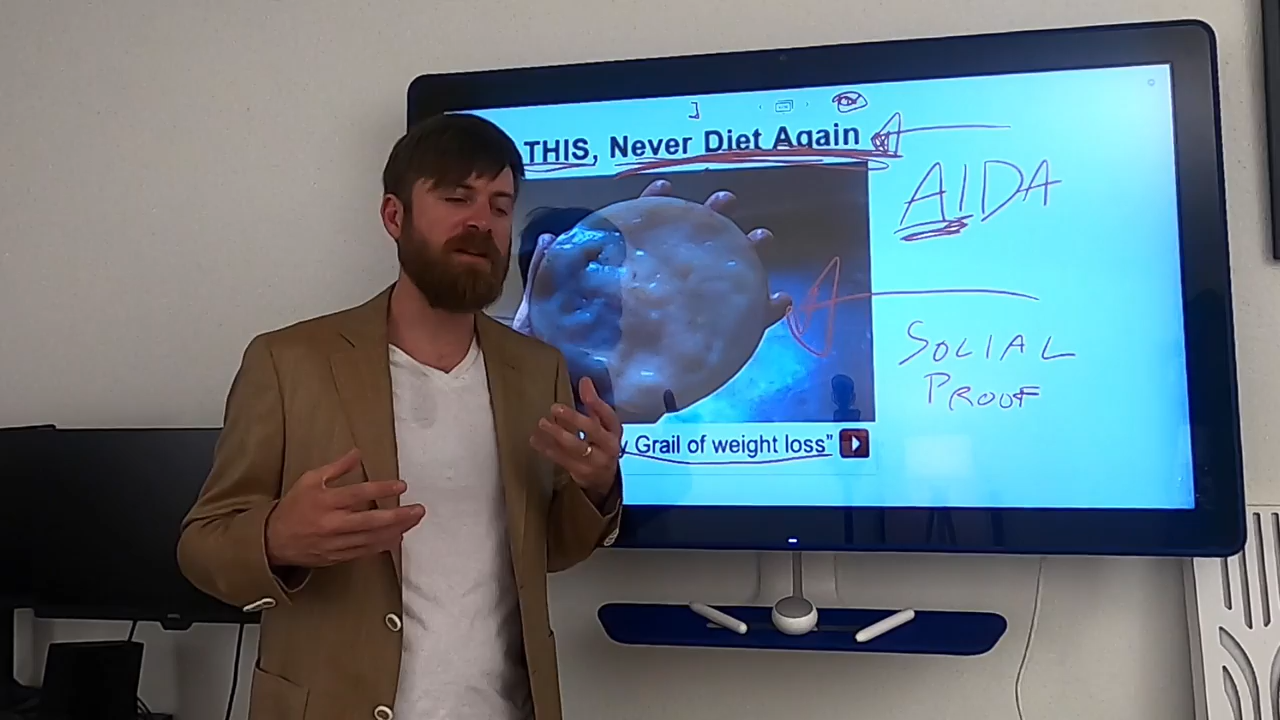 THIS, Never Diet Again
AIDA
SOCIAL
PROOF
Grail of weight loss"